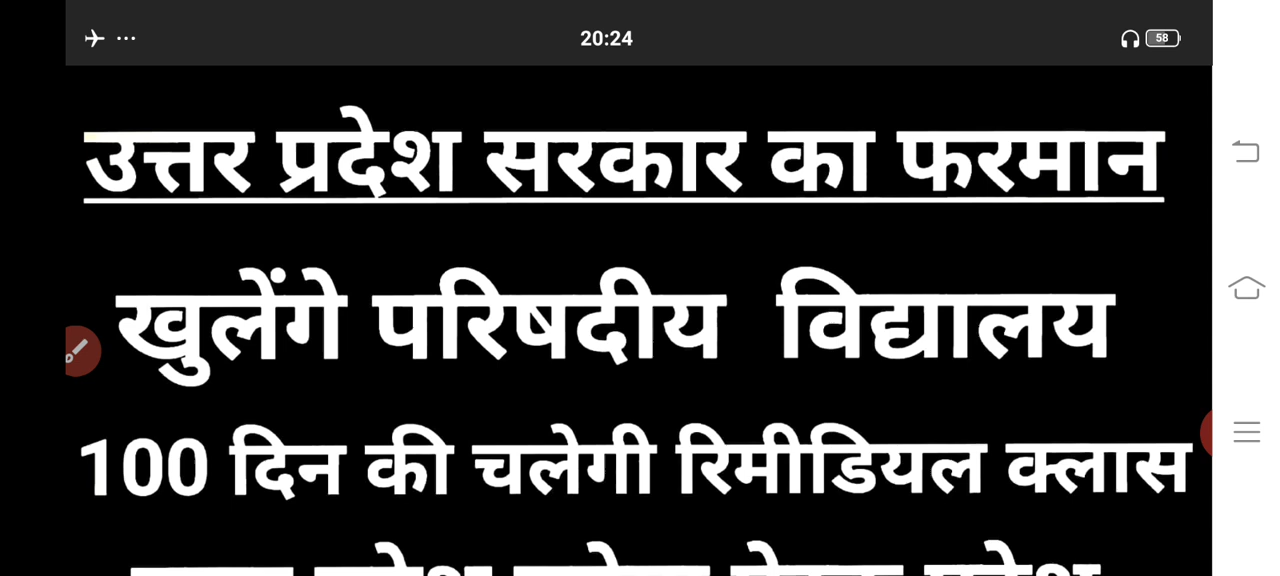 20:24
58
उत्तर प्रदेश सरकार का फरमान
खुलेंगे परिषदीय विद्यालय
100 दिन की चलेगी रिमीडियल क्लास